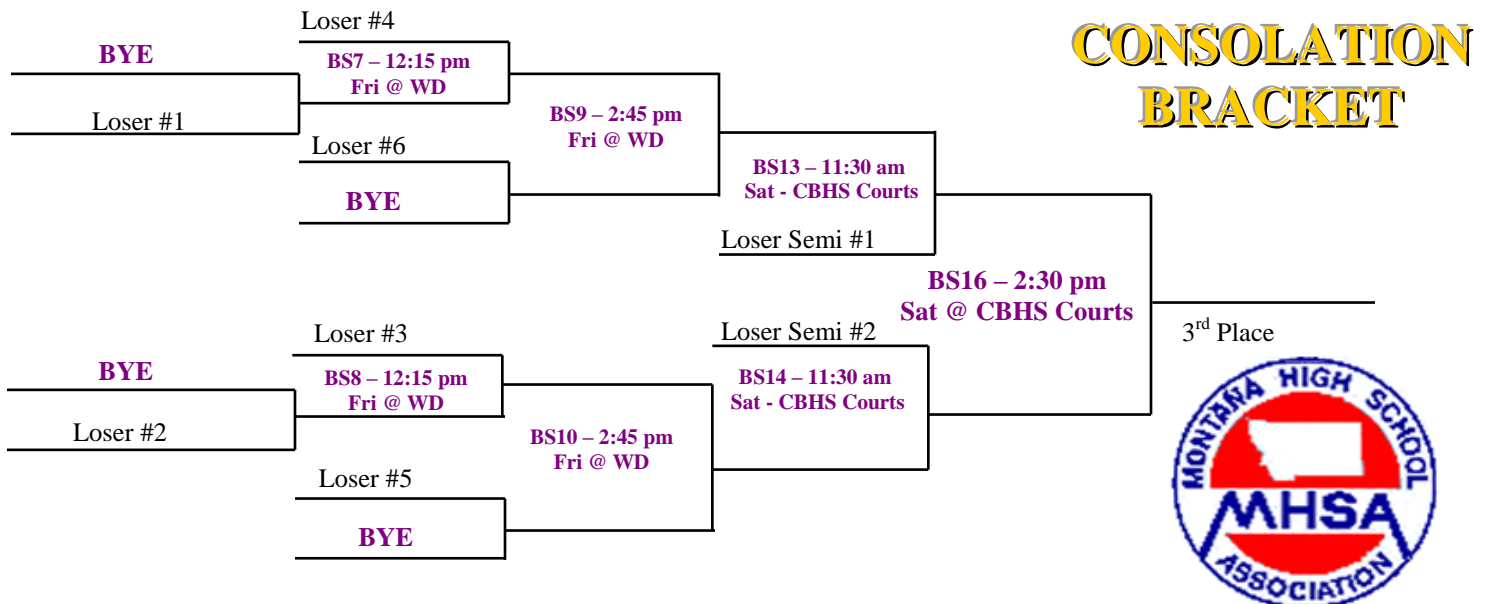 CONSOLATION
BRACKET
Loser #4
BYE
BS7 – 12:15 pm
Fri @ WD
Loser #1
BS9 – 2:45 pm
Fri @ WD
Loser #6
BYE
BS13 – 11:30 am
Sat - CBHS Courts
Loser Semi #1
BS16 – 2:30 pm
Sat @ CBHS Courts
3rd Place
Loser #3
Loser Semi #2
BYE
BS8 – 12:15 pm
Fri @ WD
BS14 – 11:30 am
Sat - CBHS Courts
Loser #2
BS10 – 2:45 pm
Fri @ WD
Loser #5
BYE
MONTANA HIGH SCHOOL
MHSA
ASSOCIATION